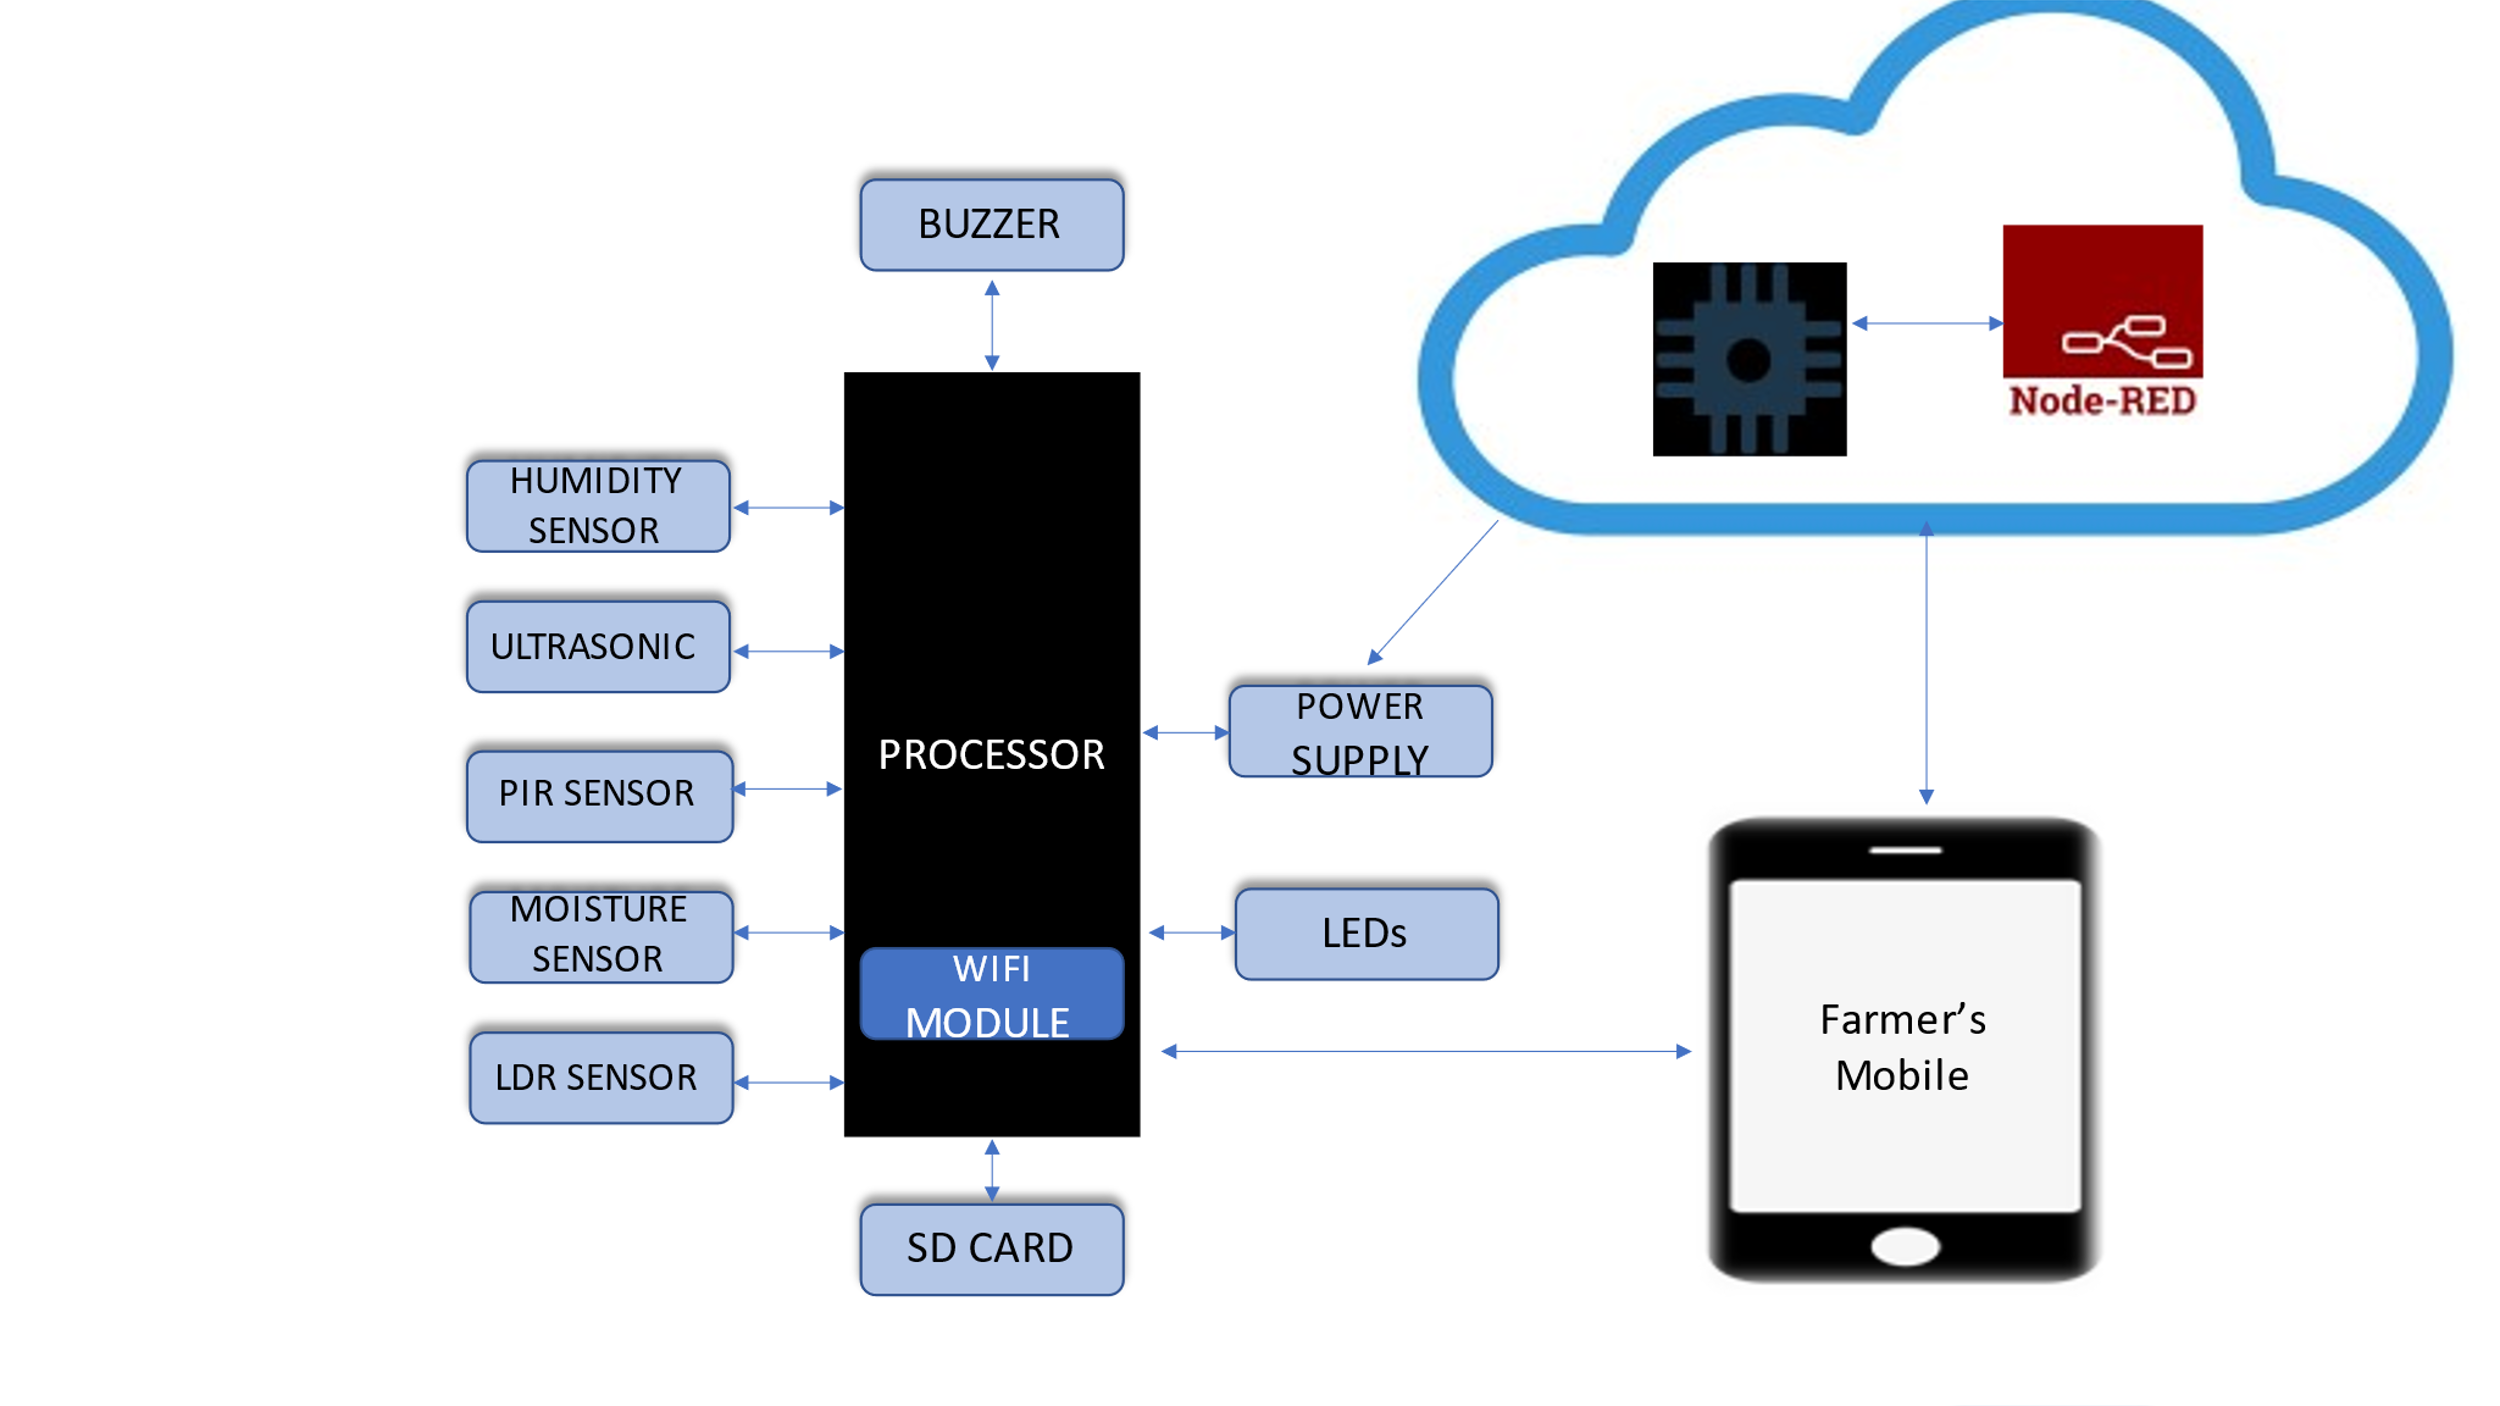 BUZZER
Node-RED
HUMIDITY
SENSOR
ULTRASONIC
PIR SENSOR
MOISTURE
SENSOR
LDR SENSOR
PROCESSOR
WIFI
MODULE
POWER
SUPPLY
LEDs
Farmer’s
Mobile
SD CARD